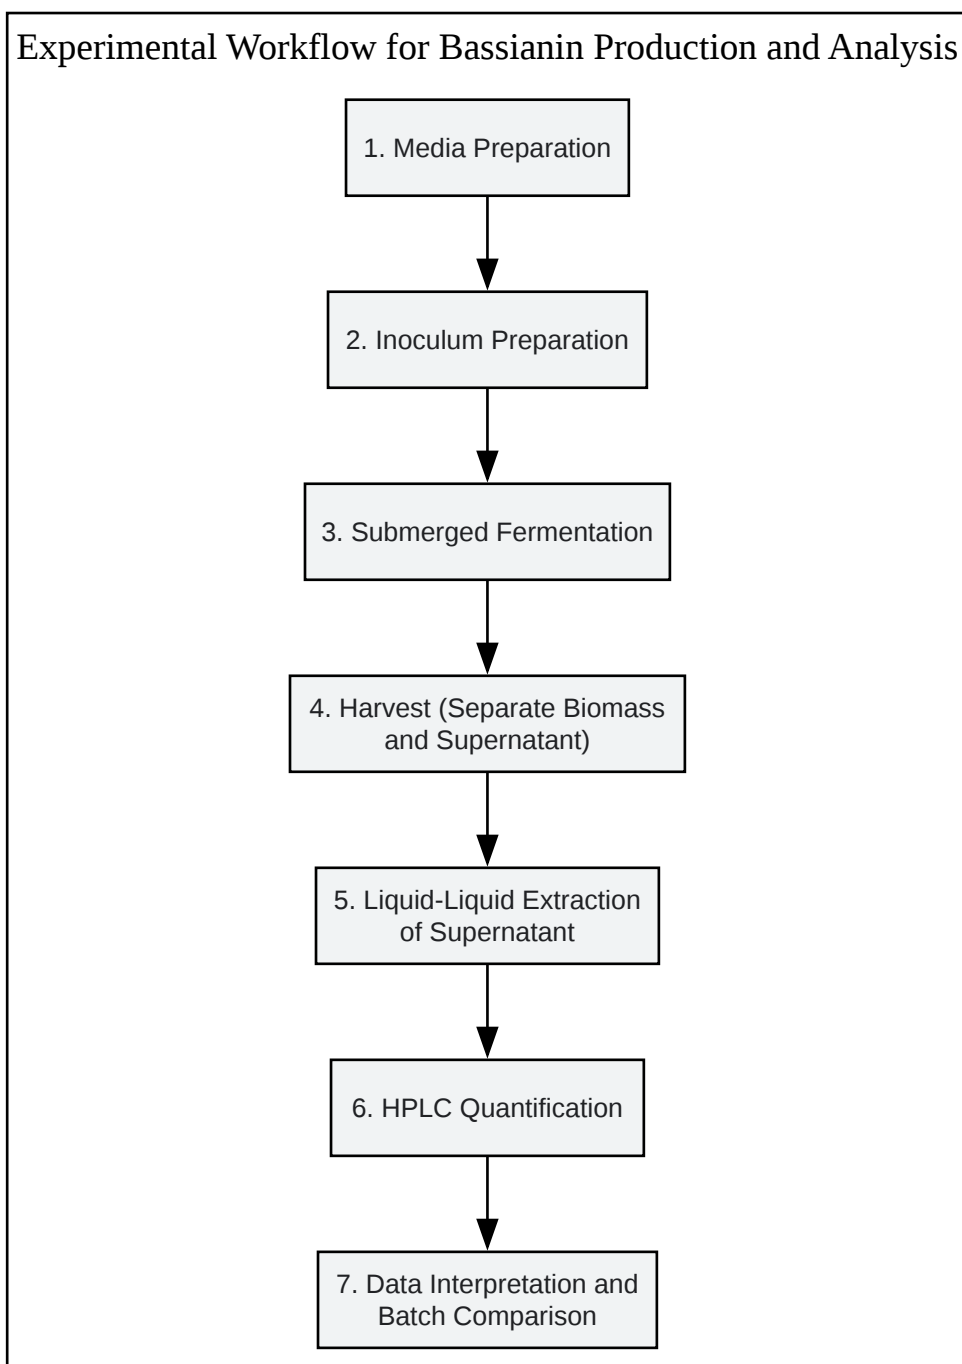 Experimental Workflow for Bassianin Production and Analysis
1. Media Preparation
2. Inoculum Preparation
3. Submerged Fermentation
4. Harvest (Separate Biomass
and Supernatant)
5. Liquid-Liquid Extraction
of Supernatant
6. HPLC Quantification
7. Data Interpretation and
Batch Comparison